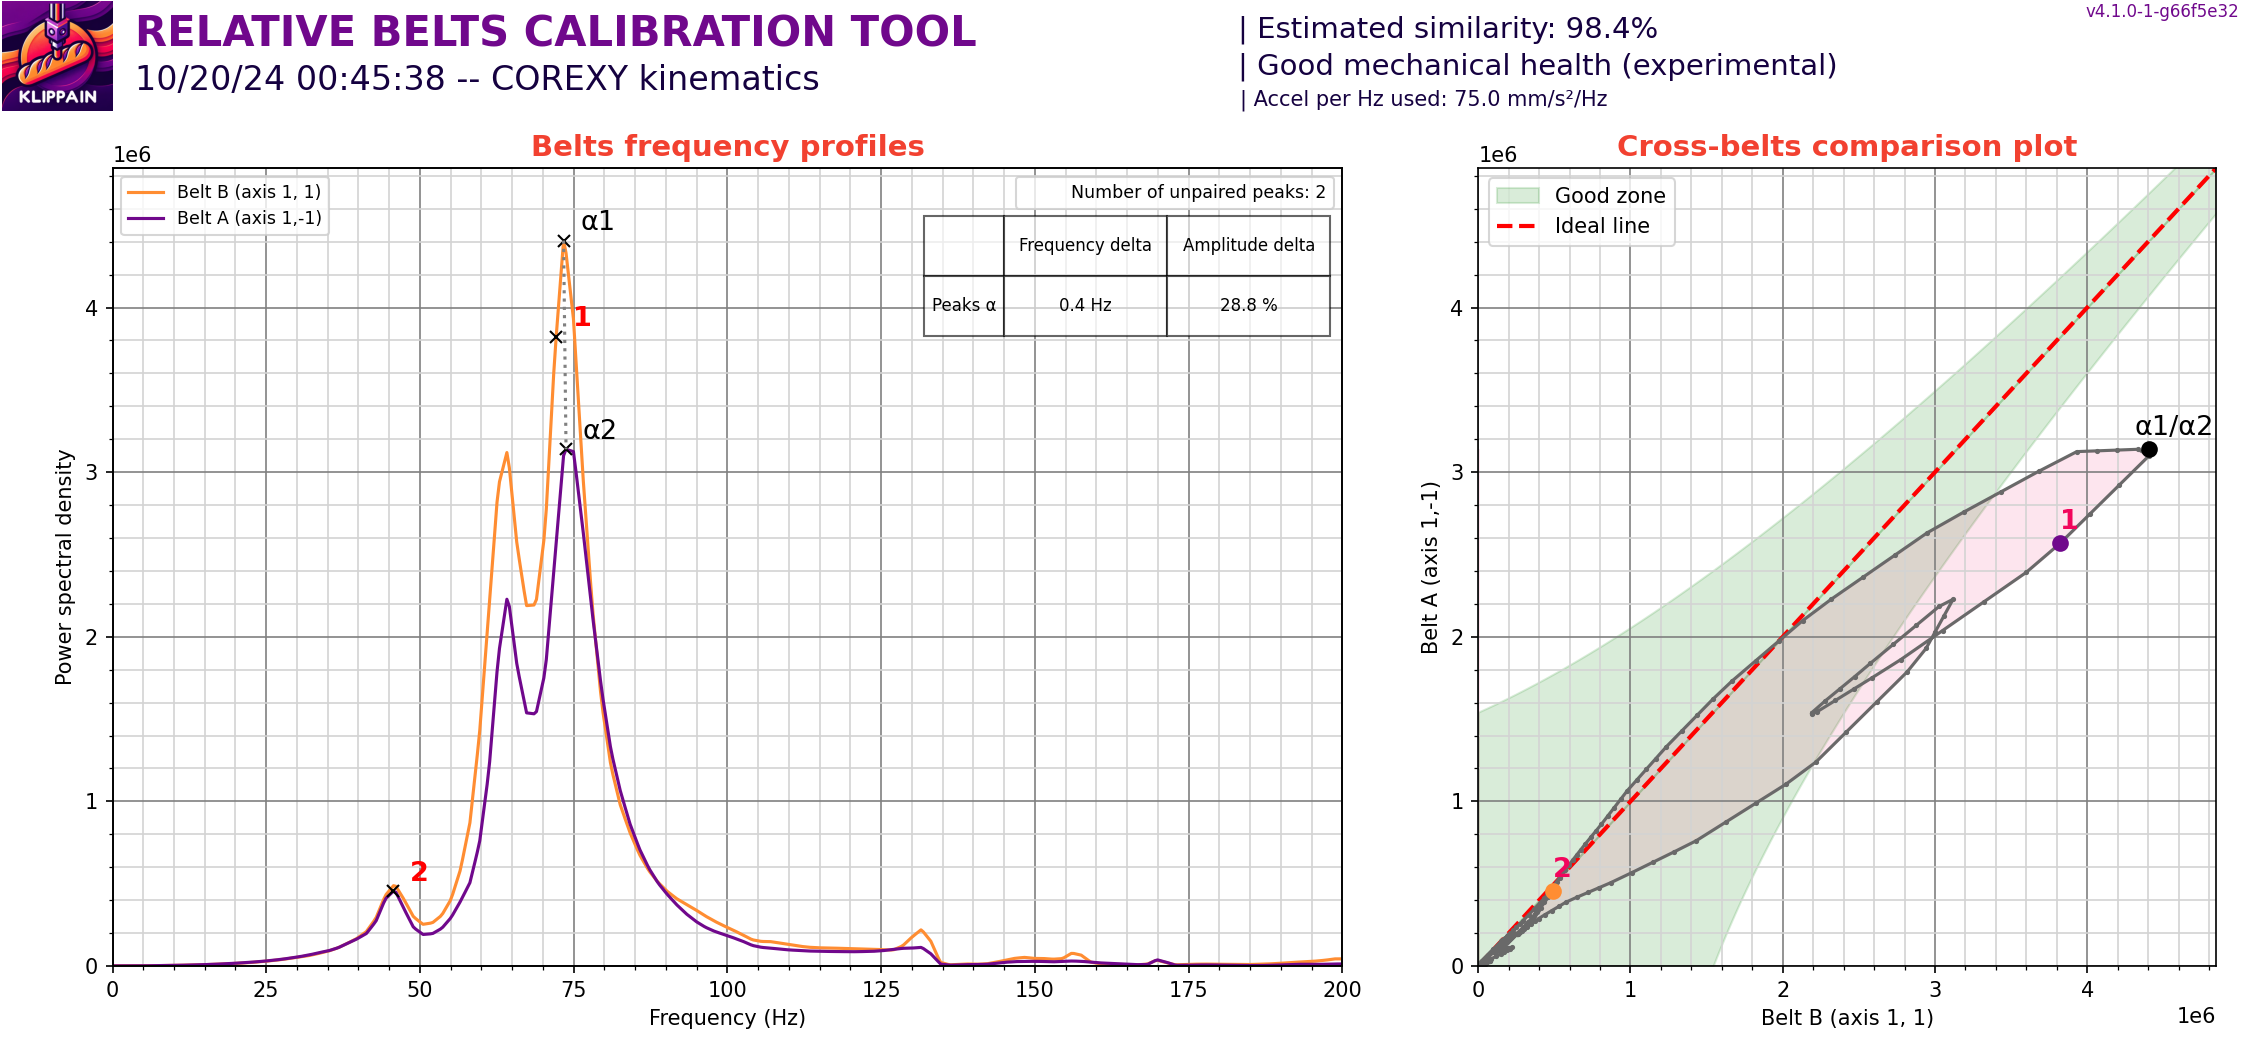 KLIPPAIN
RELATIVE BELTS CALIBRATION TOOL
10/20/24 00:45:38 -- COREXY kinematics
| Estimated similarity: 98.4%
| Good mechanical health (experimental)
| Accel per Hz used: 75.0 mm/s²/Hz
v4.1.0-1-g66f5e32
Belts frequency profiles
1e6
Belt B (axis 1, 1)
Belt A (axis 1,-1)
Number of unpaired peaks: 2
Frequency delta Amplitude delta
Peaks α 0.4 Hz 28.8 %
α1
1
α2
2
Power spectral density
4
3
2
1
0
0 25 50 75 100 125 150 175 200
Frequency (Hz)
Cross-belts comparison plot
1e6
Good zone
Ideal line
α1/α2
1
2
Belt A (axis 1,-1)
4
3
2
1
0
0 1 2 3 4
Belt B (axis 1, 1)
1e6